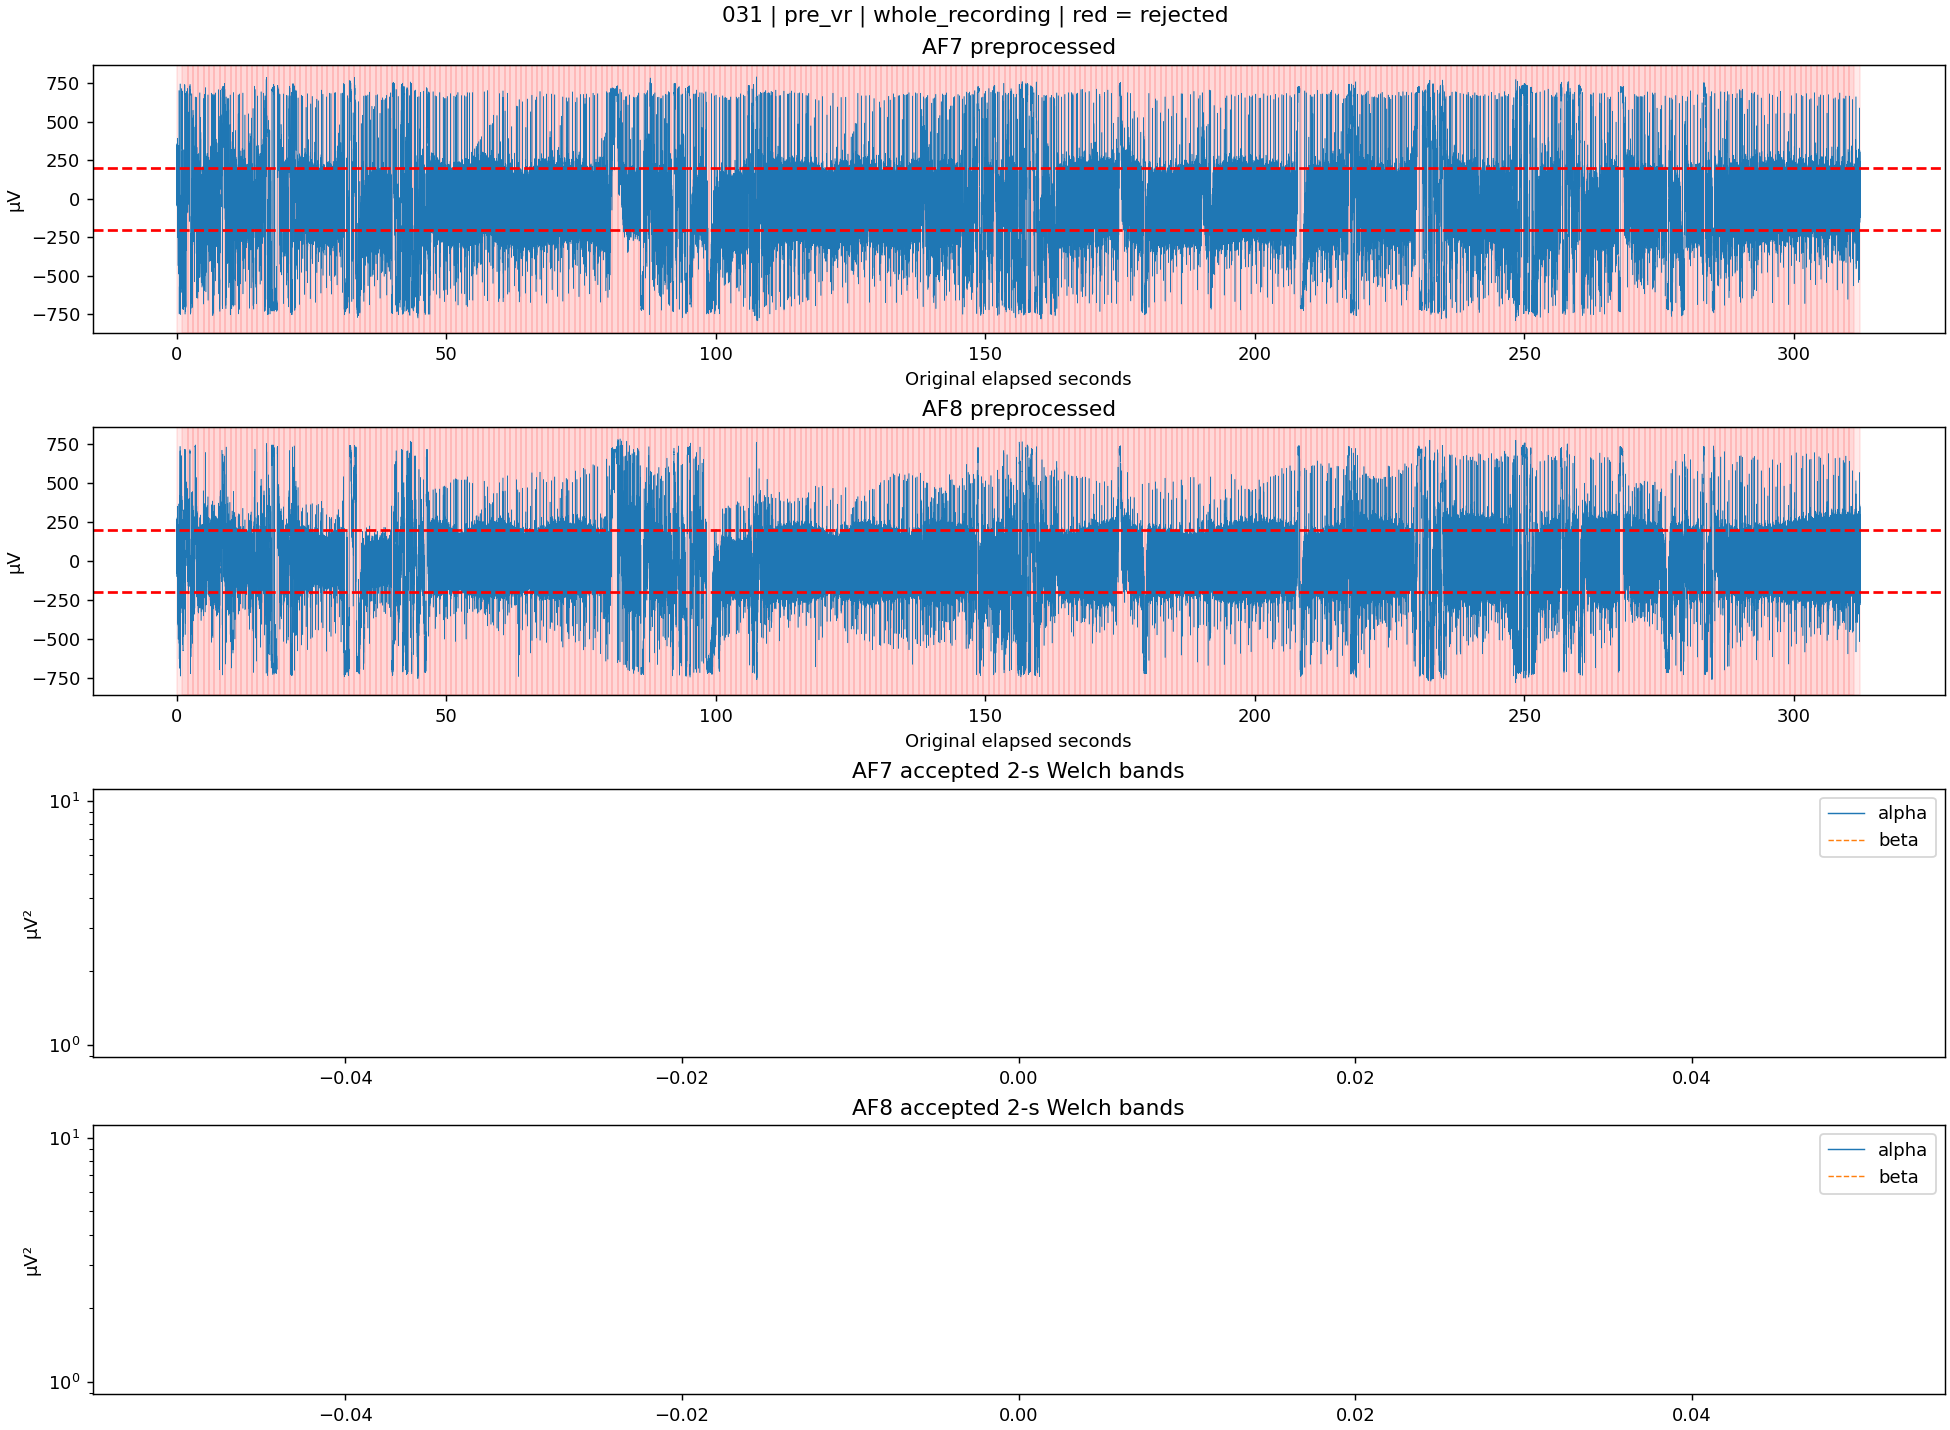 031 | pre_vr | whole_recording | red = rejected
AF7 preprocessed
µV
750
500
250
0
−250
−500
−750
0 50 100 150 200 250 300
Original elapsed seconds
AF8 preprocessed
µV
750
500
250
0
−250
−500
−750
0 50 100 150 200 250 300
Original elapsed seconds
AF7 accepted 2-s Welch bands
µV²
10¹
10⁰
alpha
beta
−0.04 −0.02 0.00 0.02 0.04
AF8 accepted 2-s Welch bands
µV²
10¹
10⁰
alpha
beta
−0.04 −0.02 0.00 0.02 0.04